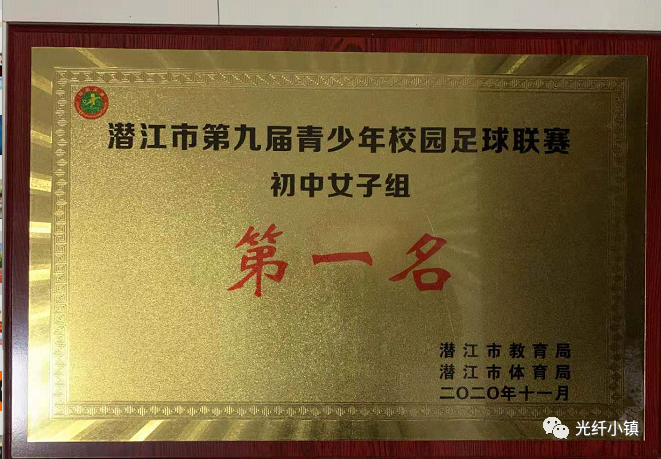 潜江市第九届青少年校园足球联赛
初中女子组
第一名
潜江市教育局
潜江市体育局
二〇二〇年十一月
光纤小镇